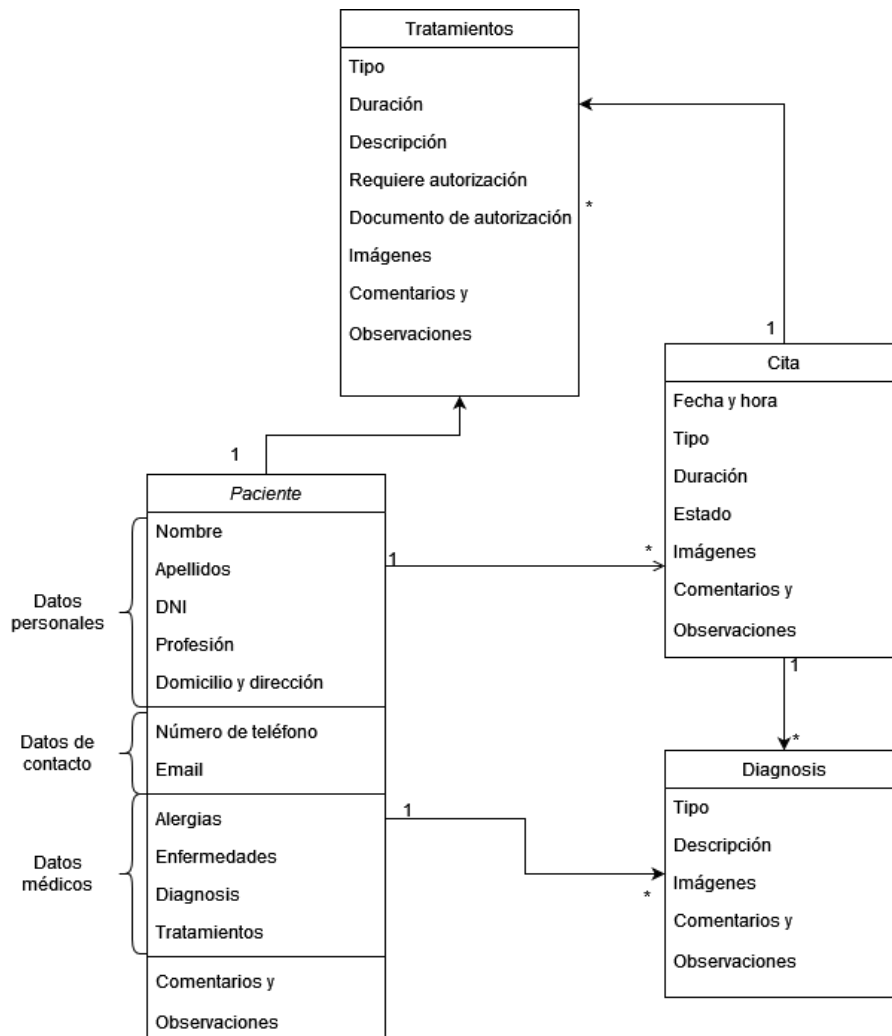 Tratamientos
Tipo
Duración
Descripción
Requiere autorización
Documento de autorización
*
Imágenes
Comentarios y
Observaciones
1
Cita
Fecha y hora
Tipo
Duración
Estado
Imágenes
Comentarios y
Observaciones
1
*
1
Paciente
Datos
personales
Nombre
Apellidos
DNI
Profesión
Domicilio y dirección
1
*
Datos de
contacto
Número de teléfono
Email
Datos
médicos
Alergias
Enfermedades
Diagnosis
Tratamientos
1
*
Comentarios y
Observaciones
Diagnosis
Tipo
Descripción
Imágenes
Comentarios y
Observaciones